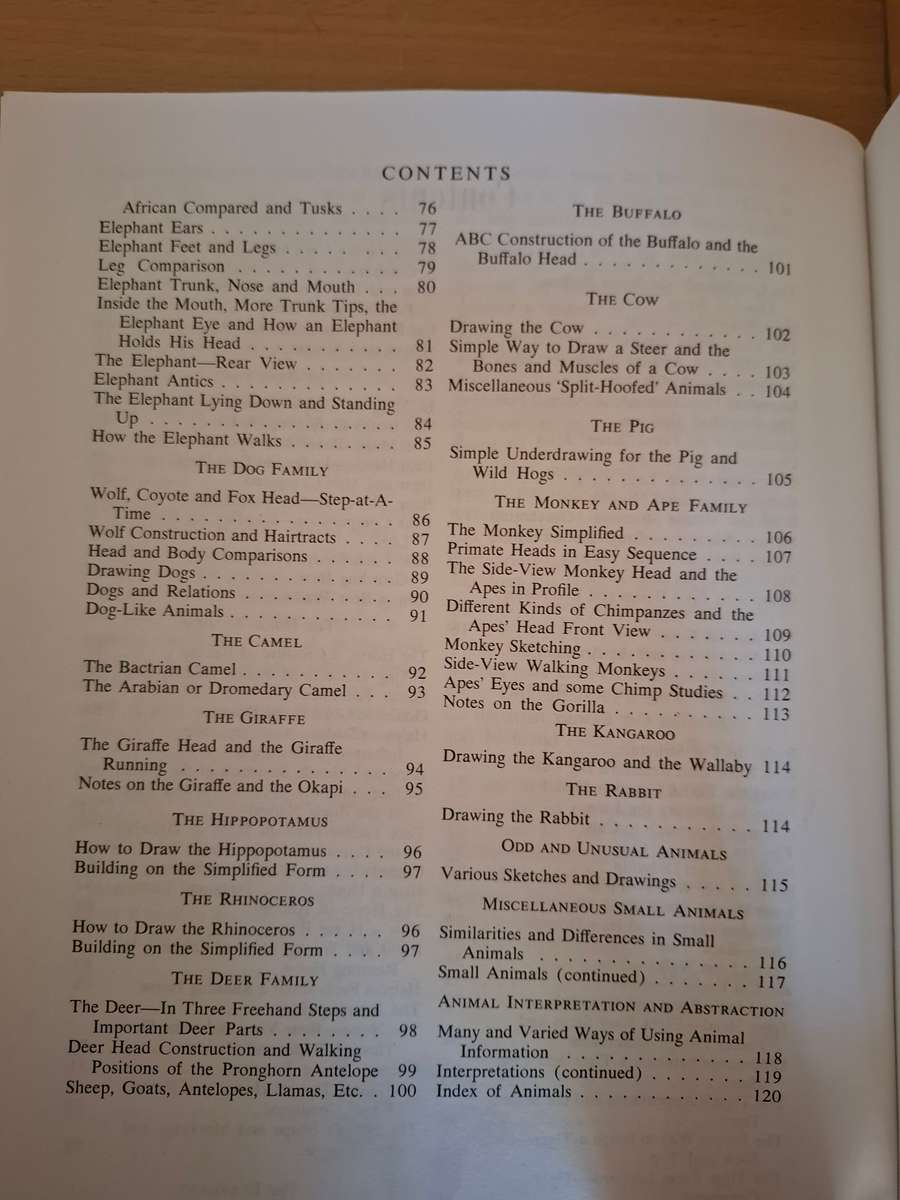 CONTENTS
African Compared and Tusks . . . . 76
Elephant Ears . . . . . . . . . . . . . . 77
Elephant Feet and Legs . . . . . . . . 78
Leg Comparison . . . . . . . . . . . . 79
Elephant Trunk, Nose and Mouth . . . 80
Inside the Mouth, More Trunk Tips, the
Elephant Eye and How an Elephant
Holds His Head . . . . . . . . . . . 81
The Elephant—Rear View . . . . . . . 82
Elephant Antics . . . . . . . . . . . . . 83
The Elephant Lying Down and Standing
Up . . . . . . . . . . . . . . . . . . 84
How the Elephant Walks . . . . . . . . 85
THE DOG FAMILY
Wolf, Coyote and Fox Head—Step-at-A-
Time . . . . . . . . . . . . . . . . . 86
Wolf Construction and Hairtracts . . . . 87
Head and Body Comparisons . . . . . . 88
Drawing Dogs . . . . . . . . . . . . . . 89
Dogs and Relations . . . . . . . . . . . 90
Dog-Like Animals . . . . . . . . . . . . 91
THE CAMEL
The Bactrian Camel . . . . . . . . . . . 92
The Arabian or Dromedary Camel . . . 93
THE GIRAFFE
The Giraffe Head and the Giraffe
Running . . . . . . . . . . . . . . . 94
Notes on the Giraffe and the Okapi . . . 95
THE HIPPOPOTAMUS
How to Draw the Hippopotamus . . . . 96
Building on the Simplified Form . . . . 97
THE RHINOCEROS
How to Draw the Rhinoceros . . . . . . 96
Building on the Simplified Form . . . . 97
THE DEER FAMILY
The Deer—In Three Freehand Steps and
Important Deer Parts . . . . . . . . 98
Deer Head Construction and Walking
Positions of the Pronghorn Antelope 99
Sheep, Goats, Antelopes, Llamas, Etc. . 100
THE BUFFALO
ABC Construction of the Buffalo and the
Buffalo Head . . . . . . . . . . . . . 101
THE COW
Drawing the Cow . . . . . . . . . . . . 102
Simple Way to Draw a Steer and the
Bones and Muscles of a Cow . . . . 103
Miscellaneous ‘Split-Hoofed’ Animals . . 104
THE PIG
Simple Underdrawing for the Pig and
Wild Hogs . . . . . . . . . . . . . . 105
THE MONKEY AND APE FAMILY
The Monkey Simplified . . . . . . . . . 106
Primate Heads in Easy Sequence . . . . 107
The Side-View Monkey Head and the
Apes in Profile . . . . . . . . . . . . 108
Different Kinds of Chimpanzes and the
Apes’ Head Front View . . . . . . . 109
Monkey Sketching . . . . . . . . . . . . 110
Side-View Walking Monkeys . . . . . . 111
Apes’ Eyes and some Chimp Studies . . 112
Notes on the Gorilla . . . . . . . . . . 113
THE KANGAROO
Drawing the Kangaroo and the Wallaby 114
THE RABBIT
Drawing the Rabbit . . . . . . . . . . . 114
ODD AND UNUSUAL ANIMALS
Various Sketches and Drawings . . . . . 115
MISCELLANEOUS SMALL ANIMALS
Similarities and Differences in Small
Animals . . . . . . . . . . . . . . . 116
Small Animals (continued) . . . . . . . 117
ANIMAL INTERPRETATION AND ABSTRACTION
Many and Varied Ways of Using Animal
Information . . . . . . . . . . . . . 118
Interpretations (continued) . . . . . . . 119
Index of Animals . . . . . . . . . . . . 120